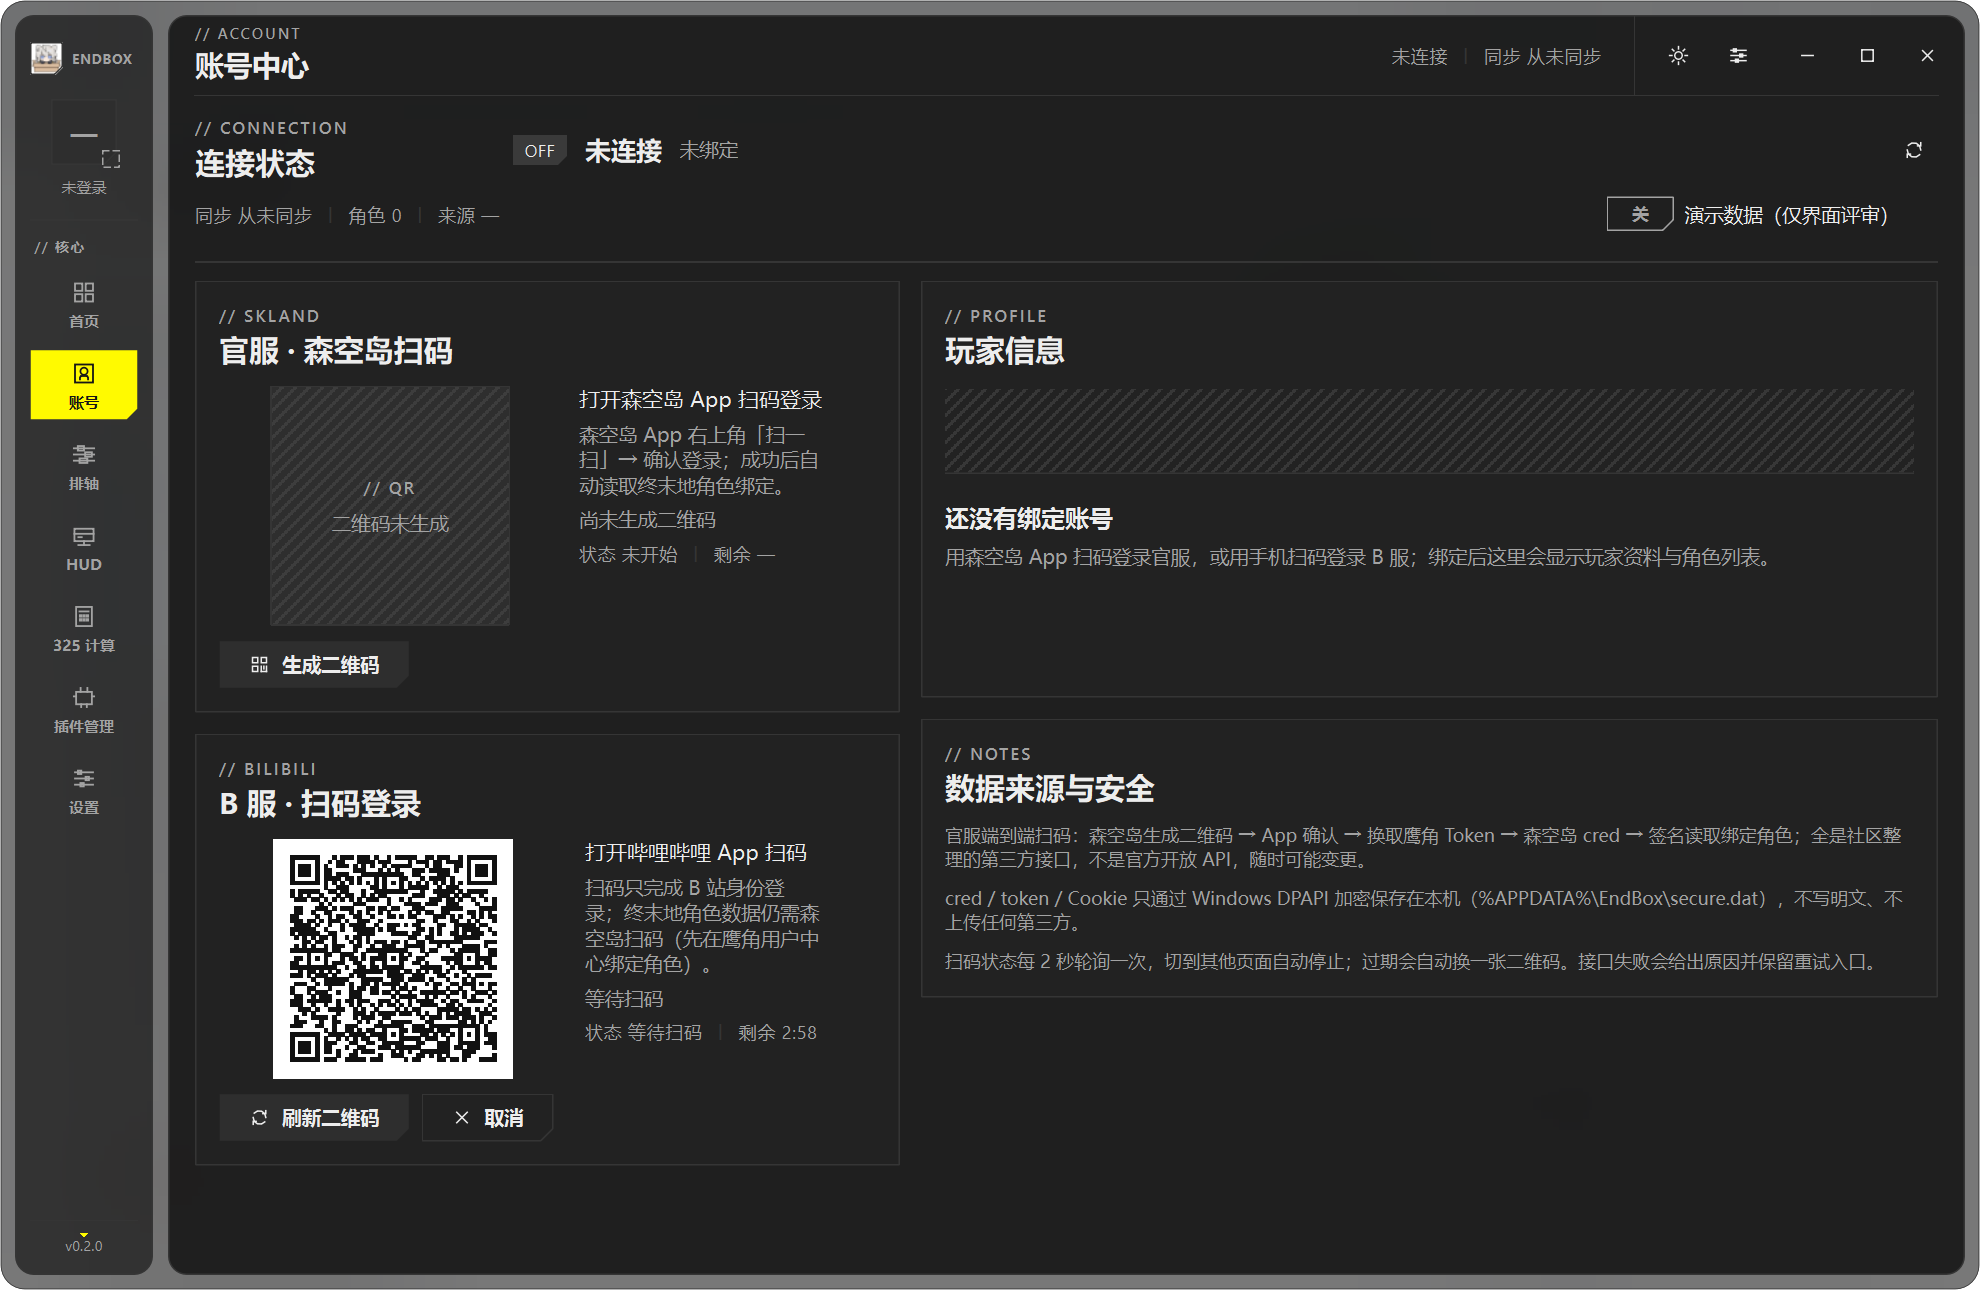 ENDBOX
未登录
// 核心
首页
账号
排轴
HUD
325 计算
插件管理
设置
v0.2.0
// ACCOUNT
账号中心
未连接
同步 从未同步
// CONNECTION
连接状态
OFF
未连接
未绑定
同步 从未同步
角色 0
来源 —
关
演示数据（仅界面评审）
// SKLAND
官服 · 森空岛扫码
// QR
二维码未生成
打开森空岛 App 扫码登录
森空岛 App 右上角「扫一
扫」→ 确认登录；成功后自
动读取终末地角色绑定。
尚未生成二维码
状态 未开始
剩余 —
生成二维码
// BILIBILI
B 服 · 扫码登录
打开哔哩哔哩 App 扫码
扫码只完成 B 站身份登
录；终末地角色数据仍需森
空岛扫码（先在鹰角用户中
心绑定角色）。
等待扫码
状态 等待扫码
剩余 2:58
刷新二维码
取消
// PROFILE
玩家信息
还没有绑定账号
用森空岛 App 扫码登录官服，或用手机扫码登录 B 服；绑定后这里会显示玩家资料与角色列表。
// NOTES
数据来源与安全
官服端到端扫码：森空岛生成二维码 → App 确认 → 换取鹰角 Token → 森空岛 cred → 签名读取绑定角色；全是社区整
理的第三方接口，不是官方开放 API，随时可能变更。
cred / token / Cookie 只通过 Windows DPAPI 加密保存在本机（%APPDATA%\EndBox\secure.dat），不写明文、不
上传任何第三方。
扫码状态每 2 秒轮询一次，切到其他页面自动停止；过期会自动换一张二维码。接口失败会给出原因并保留重试入口。